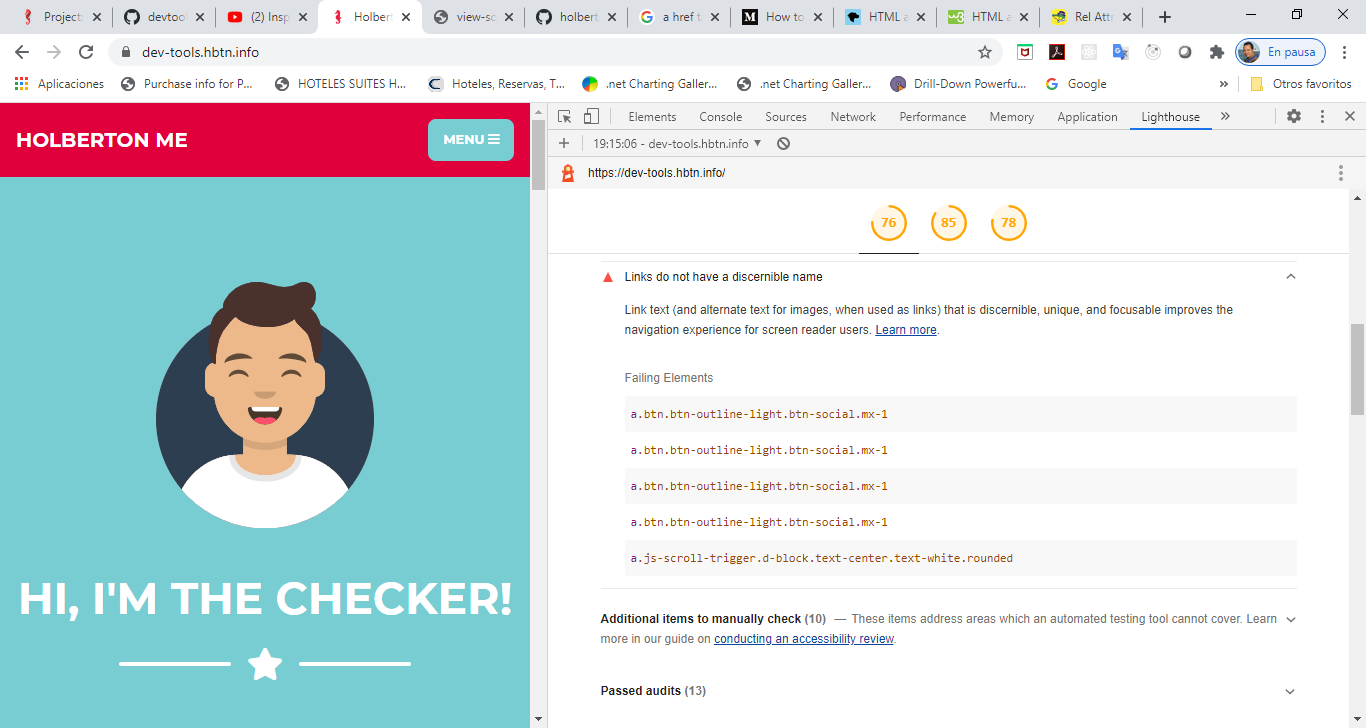 Project
devtool
(2) Insp
Holbert
view-so
holbert
a href t
How to
HTML a
HTML a
Rel Attr
dev-tools.hbtn.info
En pausa
Aplicaciones
Purchase info for P...
HOTELES SUITES H...
Hoteles, Reservas, T...
.net Charting Galler...
.net Charting Galler...
Drill-Down Powerfu...
Google
»
Otros favoritos
HOLBERTON ME
MENU
HI, I'M THE CHECKER!
Elements Console Sources Network Performance Memory Application Lighthouse »
19:15:06 - dev-tools.hbtn.info
https://dev-tools.hbtn.info/
76 85 78
Links do not have a discernible name
Link text (and alternate text for images, when used as links) that is discernible, unique, and focusable improves the
navigation experience for screen reader users. Learn more.
Failing Elements
a.btn.btn-outline-light.btn-social.mx-1
a.btn.btn-outline-light.btn-social.mx-1
a.btn.btn-outline-light.btn-social.mx-1
a.btn.btn-outline-light.btn-social.mx-1
a.js-scroll-trigger.d-block.text-center.text-white.rounded
Additional items to manually check (10) — These items address areas which an automated testing tool cannot cover. Learn
more in our guide on conducting an accessibility review.
Passed audits (13)